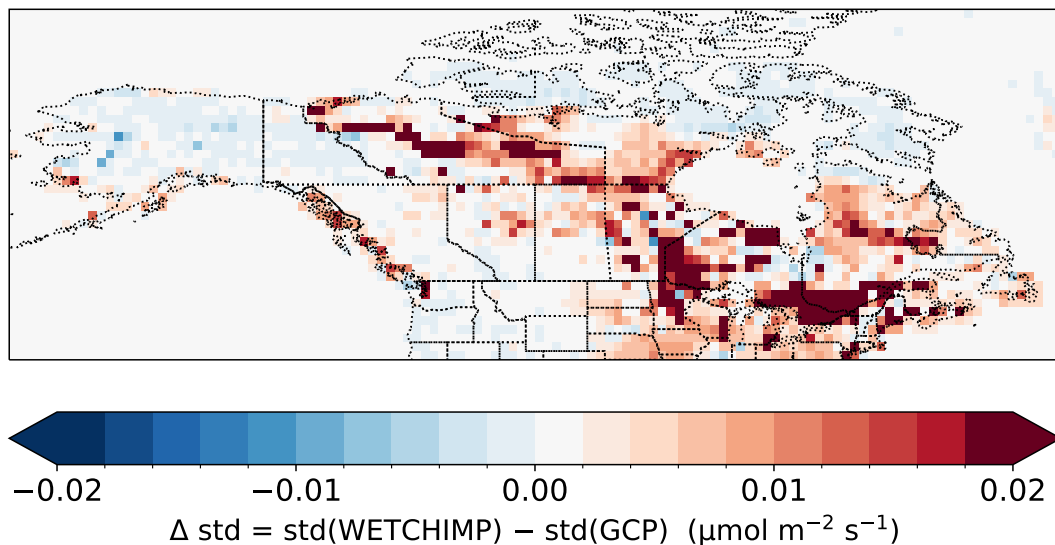 −0.02 −0.01 0.00 0.01 0.02
Δ std = std(WETCHIMP) − std(GCP) (μmol m⁻² s⁻¹)